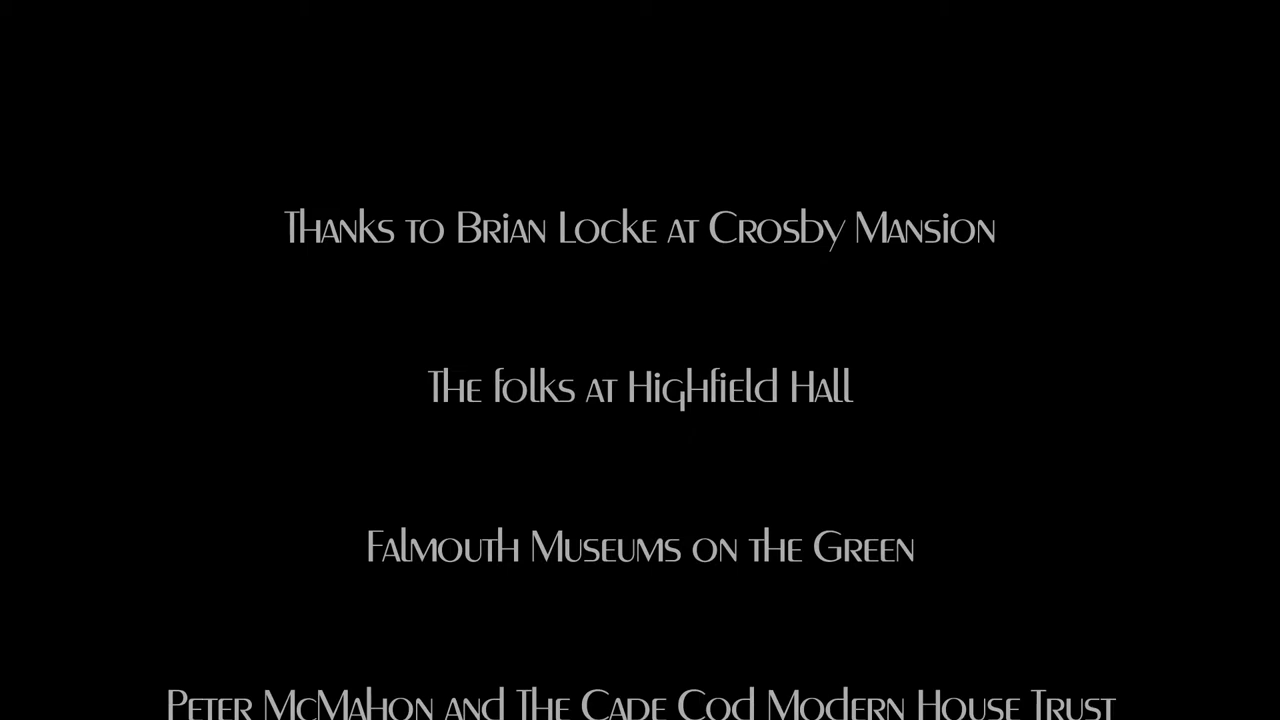 Thanks to Brian Locke at Crosby Mansion
The folks at Highfield Hall
Falmouth Museums on the Green
Peter McMahon and The Cape Cod Modern House Trust